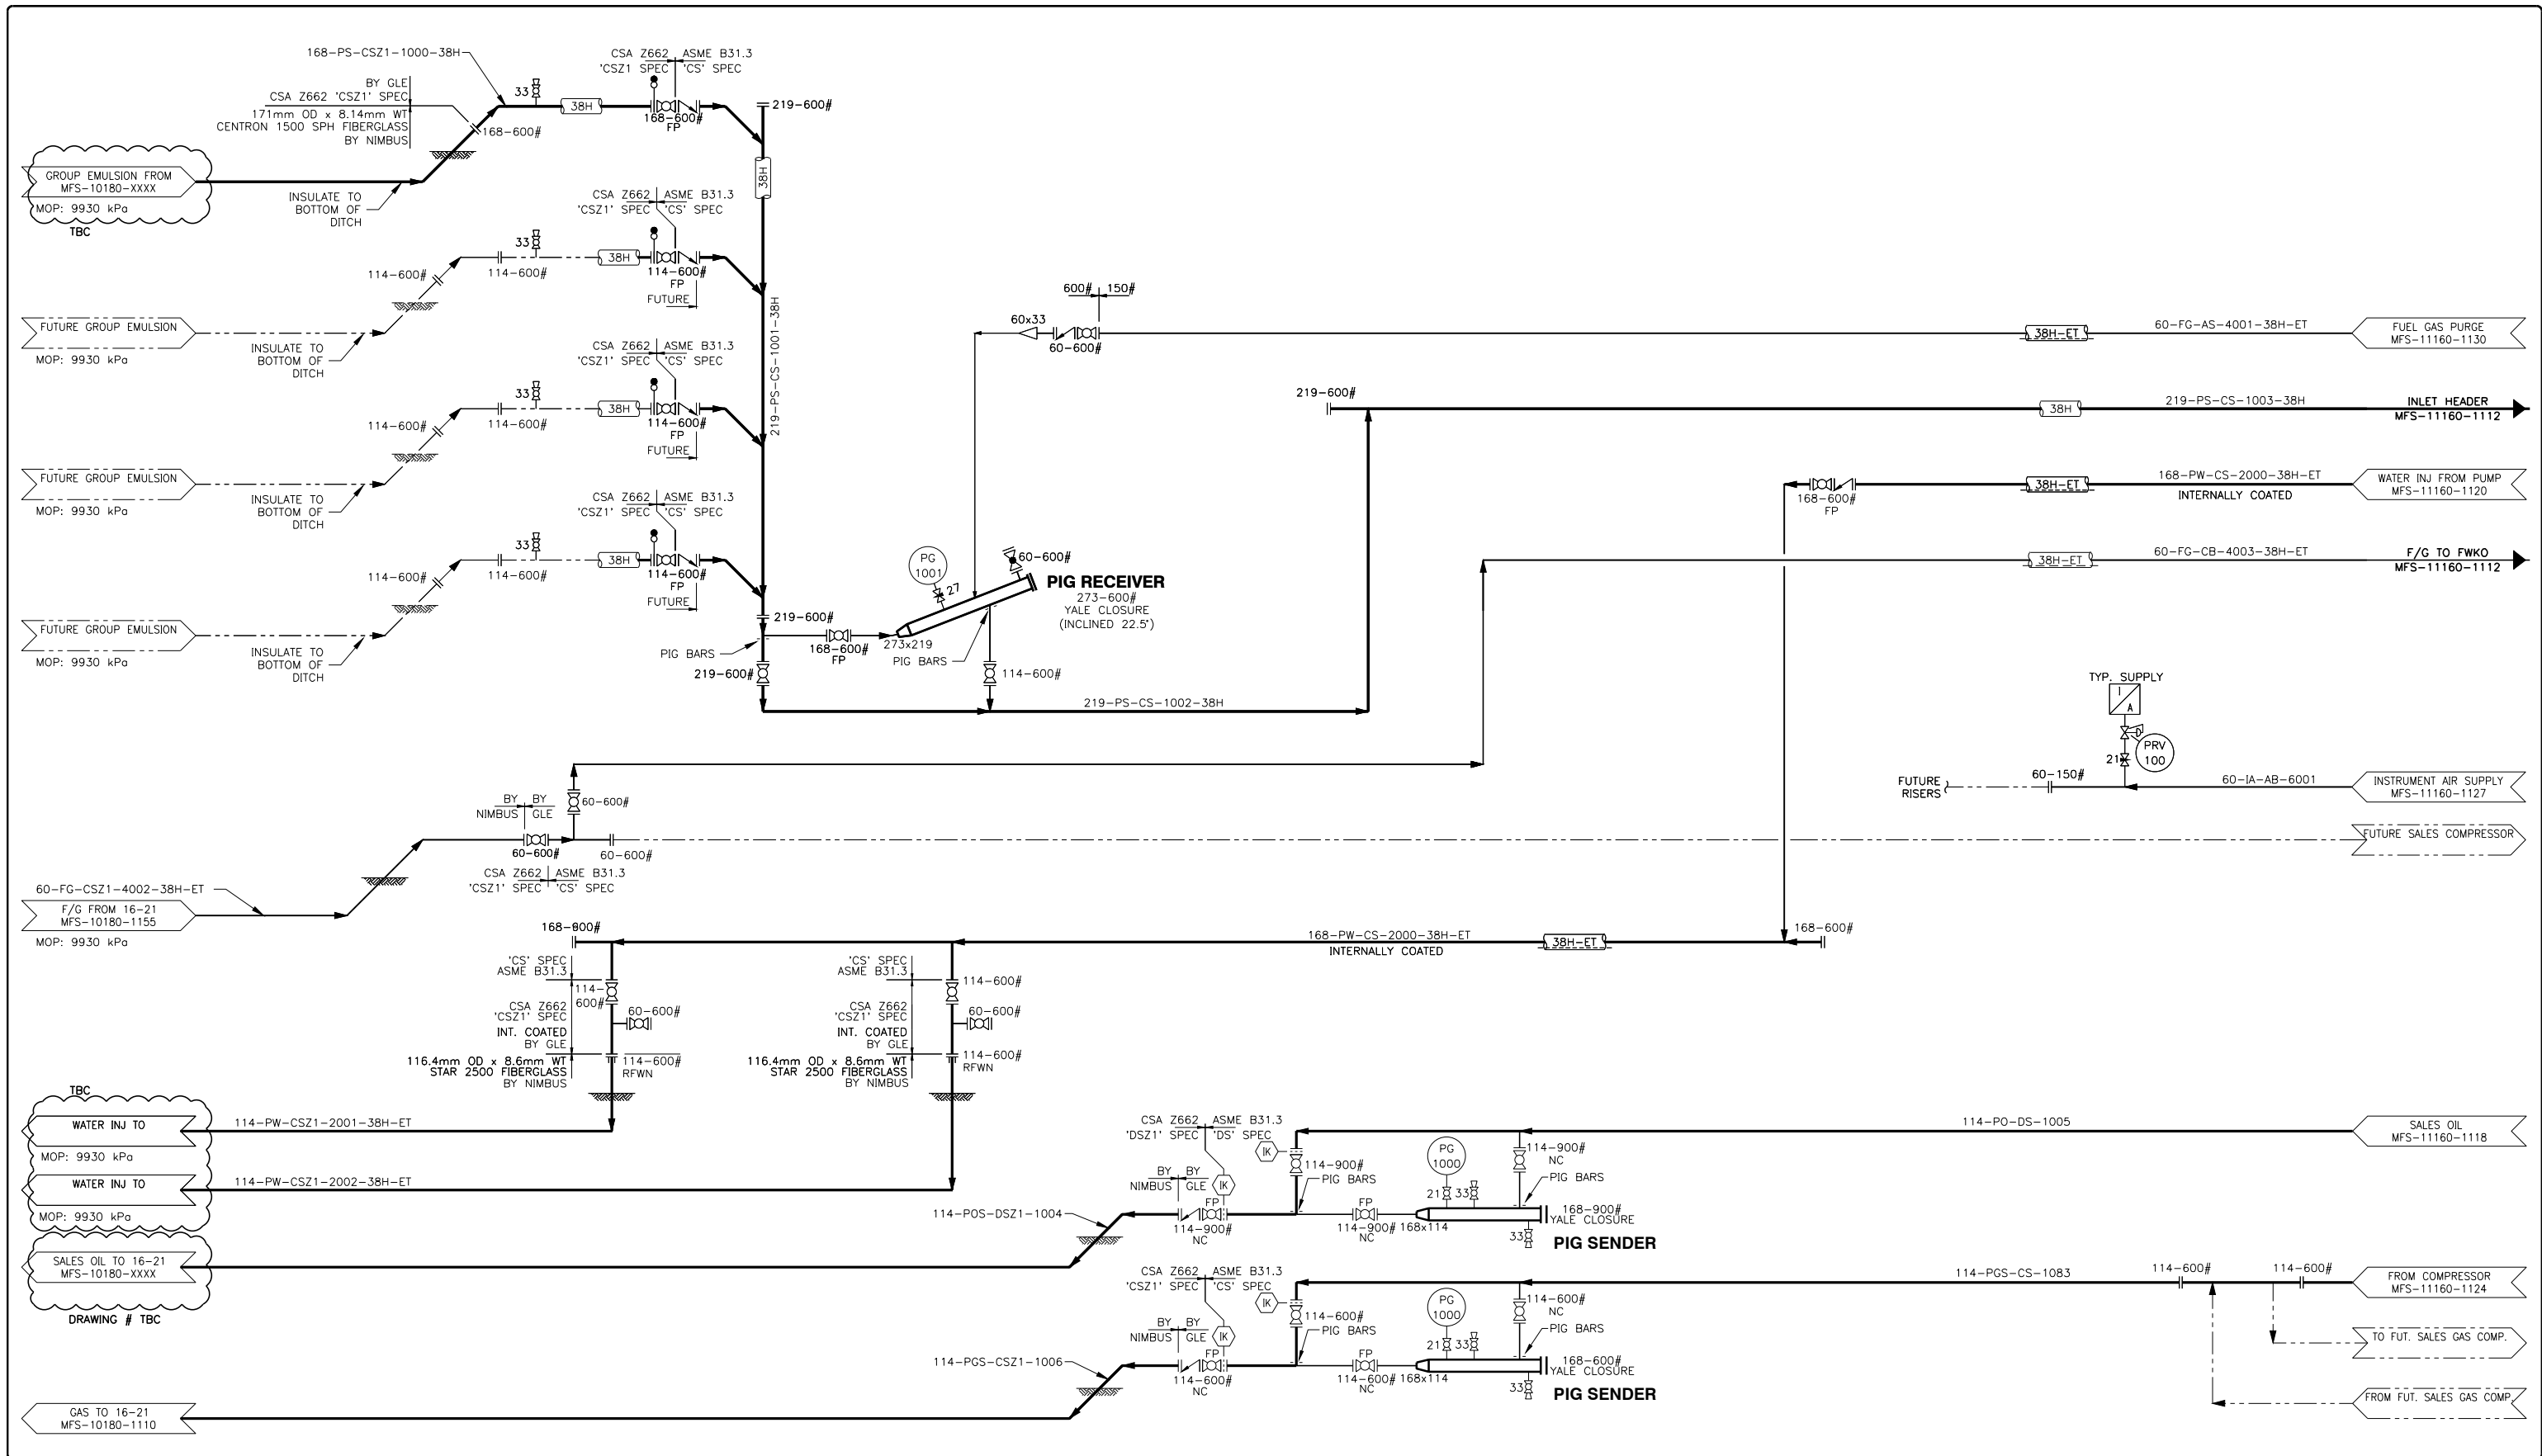 168-PS-CSZ1-1000-38H
BY GLE
CSA Z662 'CSZ1' SPEC
171mm OD x 8.14mm WT
CENTRON 1500 SPH FIBERGLASS
BY NIMBUS
168-600#
33
38H
CSA Z662
ASME B31.3
'CSZ1 SPEC
'CS' SPEC
168-600#
FP
219-600#
38H
219-PS-CS-1001-38H
GROUP EMULSION FROM
MFS-10180-XXXX
MOP: 9930 kPa
TBC
INSULATE TO
BOTTOM OF
DITCH
CSA Z662
ASME B31.3
'CSZ1' SPEC
'CS' SPEC
33
38H
114-600#
114-600#
114-600#
FP
FUTURE
FUTURE GROUP EMULSION
MOP: 9930 kPa
INSULATE TO
BOTTOM OF
DITCH
CSA Z662
ASME B31.3
'CSZ1' SPEC
'CS' SPEC
33
38H
114-600#
114-600#
114-600#
FP
FUTURE
FUTURE GROUP EMULSION
MOP: 9930 kPa
INSULATE TO
BOTTOM OF
DITCH
CSA Z662
ASME B31.3
'CSZ1' SPEC
'CS' SPEC
33
38H
114-600#
114-600#
114-600#
FP
FUTURE
FUTURE GROUP EMULSION
MOP: 9930 kPa
INSULATE TO
BOTTOM OF
DITCH
219-600#
PIG BARS
219-600#
168-600#
FP
273x219
PIG BARS
PG
1001
27
60-600#
PIG RECEIVER
273-600#
YALE CLOSURE
(INCLINED 22.5°)
114-600#
219-PS-CS-1002-38H
600#
150#
60x33
60-600#
38H-ET
60-FG-AS-4001-38H-ET
FUEL GAS PURGE
MFS-11160-1130
219-600#
38H
219-PS-CS-1003-38H
INLET HEADER
MFS-11160-1112
168-600#
FP
38H-ET
168-PW-CS-2000-38H-ET
INTERNALLY COATED
WATER INJ FROM PUMP
MFS-11160-1120
38H-ET
60-FG-CB-4003-38H-ET
F/G TO FWKO
MFS-11160-1112
TYP. SUPPLY
I
A
PRV
100
21
FUTURE
RISERS
60-150#
60-IA-AB-6001
INSTRUMENT AIR SUPPLY
MFS-11160-1127
FUTURE SALES COMPRESSOR
BY
BY
NIMBUS
GLE
60-600#
60-600#
60-600#
CSA Z662
ASME B31.3
'CSZ1' SPEC
'CS' SPEC
60-FG-CSZ1-4002-38H-ET
F/G FROM 16-21
MFS-10180-1155
MOP: 9930 kPa
168-600#
168-PW-CS-2000-38H-ET
INTERNALLY COATED
38H-ET
168-600#
'CS' SPEC
ASME B31.3
114-
600#
CSA Z662
'CSZ1' SPEC
INT. COATED
BY GLE
60-600#
116.4mm OD x 8.6mm WT
STAR 2500 FIBERGLASS
BY NIMBUS
114-600#
RFWN
'CS' SPEC
ASME B31.3
114-600#
CSA Z662
'CSZ1' SPEC
INT. COATED
BY GLE
60-600#
116.4mm OD x 8.6mm WT
STAR 2500 FIBERGLASS
BY NIMBUS
114-600#
RFWN
TBC
WATER INJ TO
MOP: 9930 kPa
114-PW-CSZ1-2001-38H-ET
WATER INJ TO
MOP: 9930 kPa
114-PW-CSZ1-2002-38H-ET
SALES OIL TO 16-21
MFS-10180-XXXX
DRAWING # TBC
114-POS-DSZ1-1004
CSA Z662
ASME B31.3
'DSZ1' SPEC
'DS' SPEC
IK
BY
BY
NIMBUS
GLE
IK
FP
114-900#
NC
114-900#
PIG BARS
FP
114-900#
NC
168x114
PG
1000
21
33
114-900#
NC
PIG BARS
168-900#
YALE CLOSURE
33
PIG SENDER
114-PO-DS-1005
SALES OIL
MFS-11160-1118
CSA Z662
ASME B31.3
'CSZ1' SPEC
'CS' SPEC
IK
BY
BY
NIMBUS
GLE
IK
FP
114-600#
NC
114-600#
PIG BARS
FP
114-600#
NC
168x114
PG
1000
21
33
114-600#
NC
PIG BARS
168-600#
YALE CLOSURE
33
PIG SENDER
114-PGS-CS-1083
114-600#
114-600#
FROM COMPRESSOR
MFS-11160-1124
TO FUT. SALES GAS COMP.
FROM FUT. SALES GAS COMP.
114-PGS-CSZ1-1006
GAS TO 16-21
MFS-10180-1110